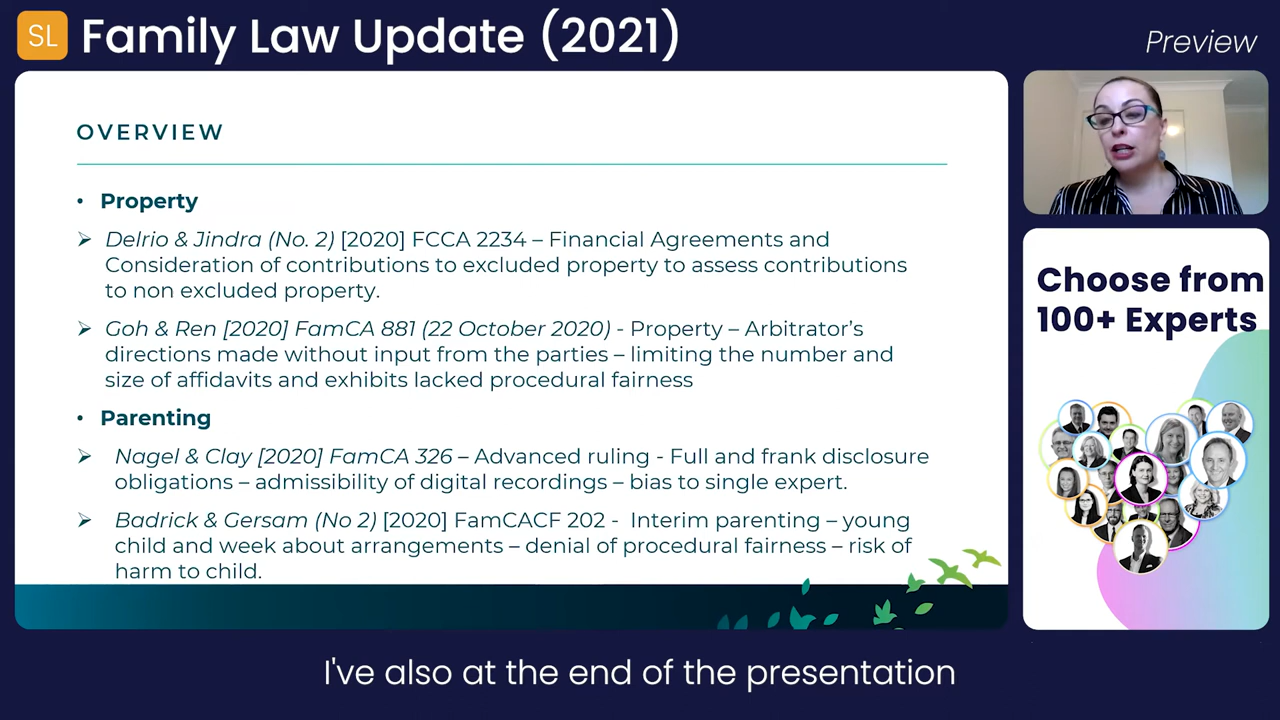 SL Family Law Update (2021)
Preview
OVERVIEW
• Property
➢ Delrio & Jindra (No. 2) [2020] FCCA 2234 – Financial Agreements and
Consideration of contributions to excluded property to assess contributions
to non excluded property.
➢ Goh & Ren [2020] FamCA 881 (22 October 2020) - Property – Arbitrator's
directions made without input from the parties – limiting the number and
size of affidavits and exhibits lacked procedural fairness
• Parenting
➢ Nagel & Clay [2020] FamCA 326 – Advanced ruling - Full and frank disclosure
obligations – admissibility of digital recordings – bias to single expert.
➢ Badrick & Gersam (No 2) [2020] FamCACF 202 - Interim parenting – young
child and week about arrangements – denial of procedural fairness – risk of
harm to child.
Choose from
100+ Experts
I've also at the end of the presentation